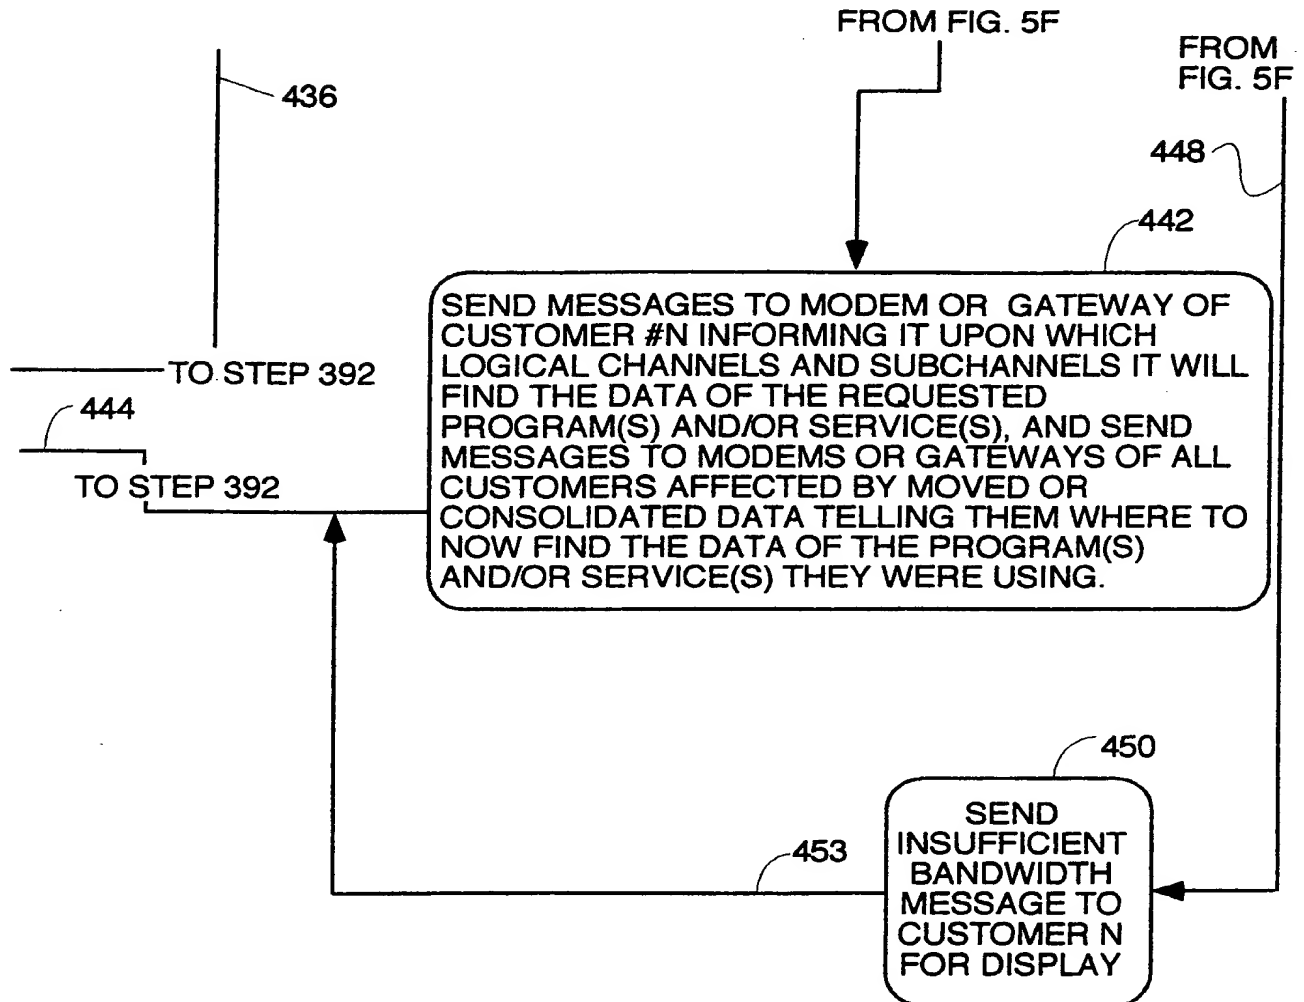 FROM FIG. 5F
FROM
FIG. 5F
436
448
442
SEND MESSAGES TO MODEM OR GATEWAY OF
CUSTOMER #N INFORMING IT UPON WHICH
LOGICAL CHANNELS AND SUBCHANNELS IT WILL
FIND THE DATA OF THE REQUESTED
PROGRAM(S) AND/OR SERVICE(S), AND SEND
MESSAGES TO MODEMS OR GATEWAYS OF ALL
CUSTOMERS AFFECTED BY MOVED OR
CONSOLIDATED DATA TELLING THEM WHERE TO
NOW FIND THE DATA OF THE PROGRAM(S)
AND/OR SERVICE(S) THEY WERE USING.
TO STEP 392
444
TO STEP 392
450
SEND
INSUFFICIENT
BANDWIDTH
MESSAGE TO
CUSTOMER N
FOR DISPLAY
453